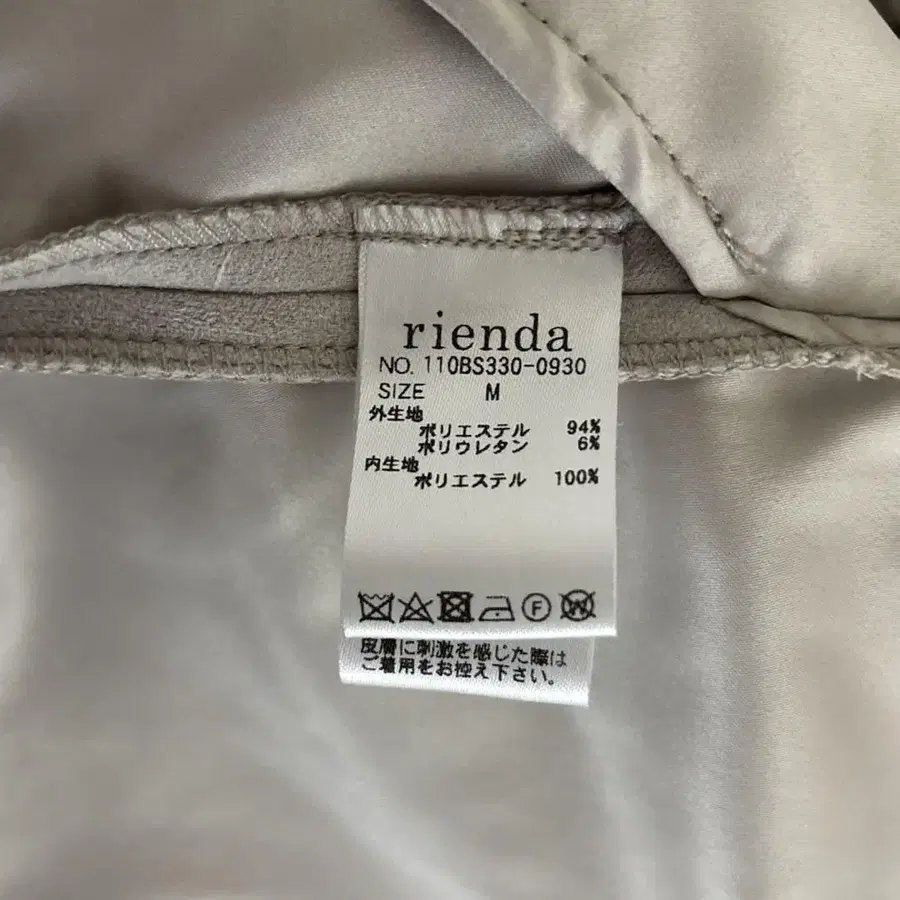 rienda
NO. 110BS330-0930
SIZE M
外生地
ポリエステル 94%
ポリウレタン 6%
内生地
ポリエステル 100%
F W
皮膚に刺激を感じた際は
ご着用をお控え下さい。